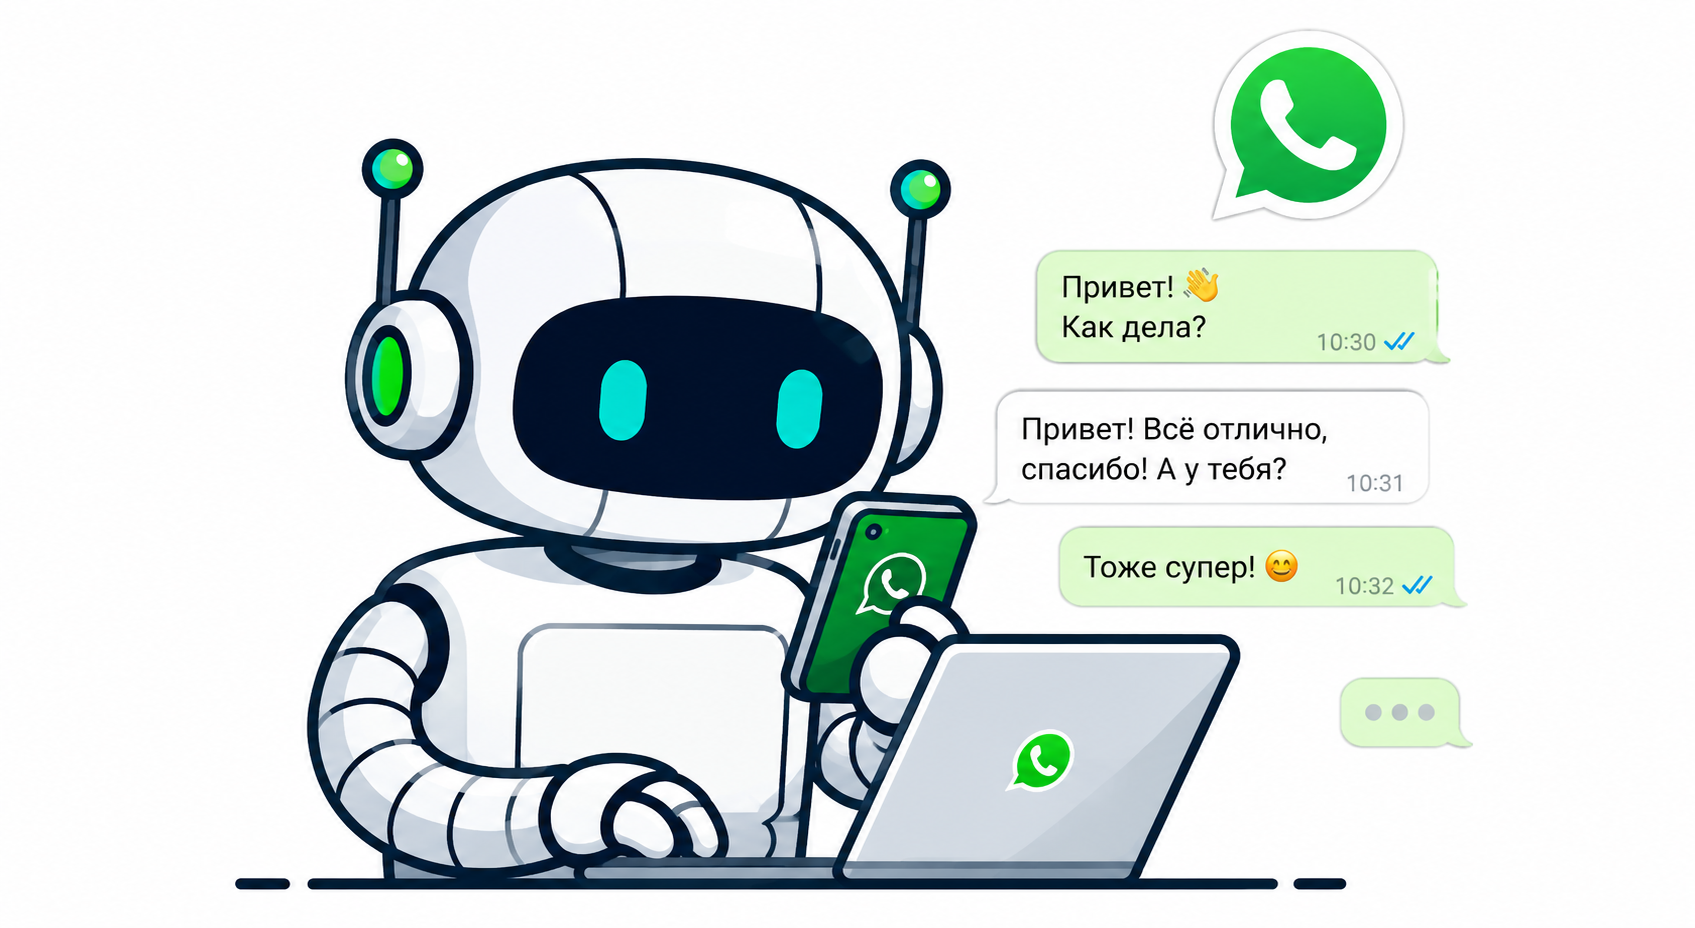 Привет! 👋
Как дела?
10:30
Привет! Всё отлично,
спасибо! А у тебя?
10:31
Тоже супер! 😊
10:32